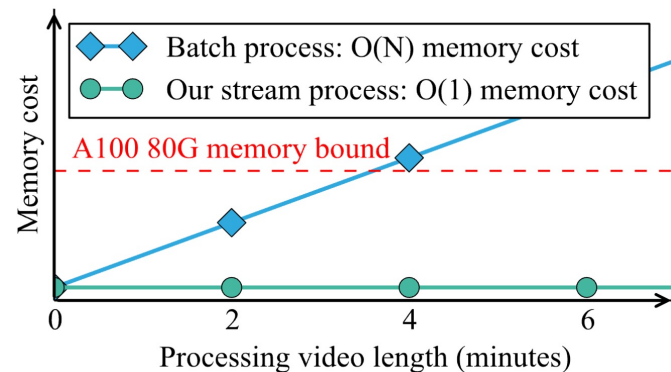 Batch process: O(N) memory cost
Our stream process: O(1) memory cost
A100 80G memory bound
Memory cost
0
2
4
6
Processing video length (minutes)